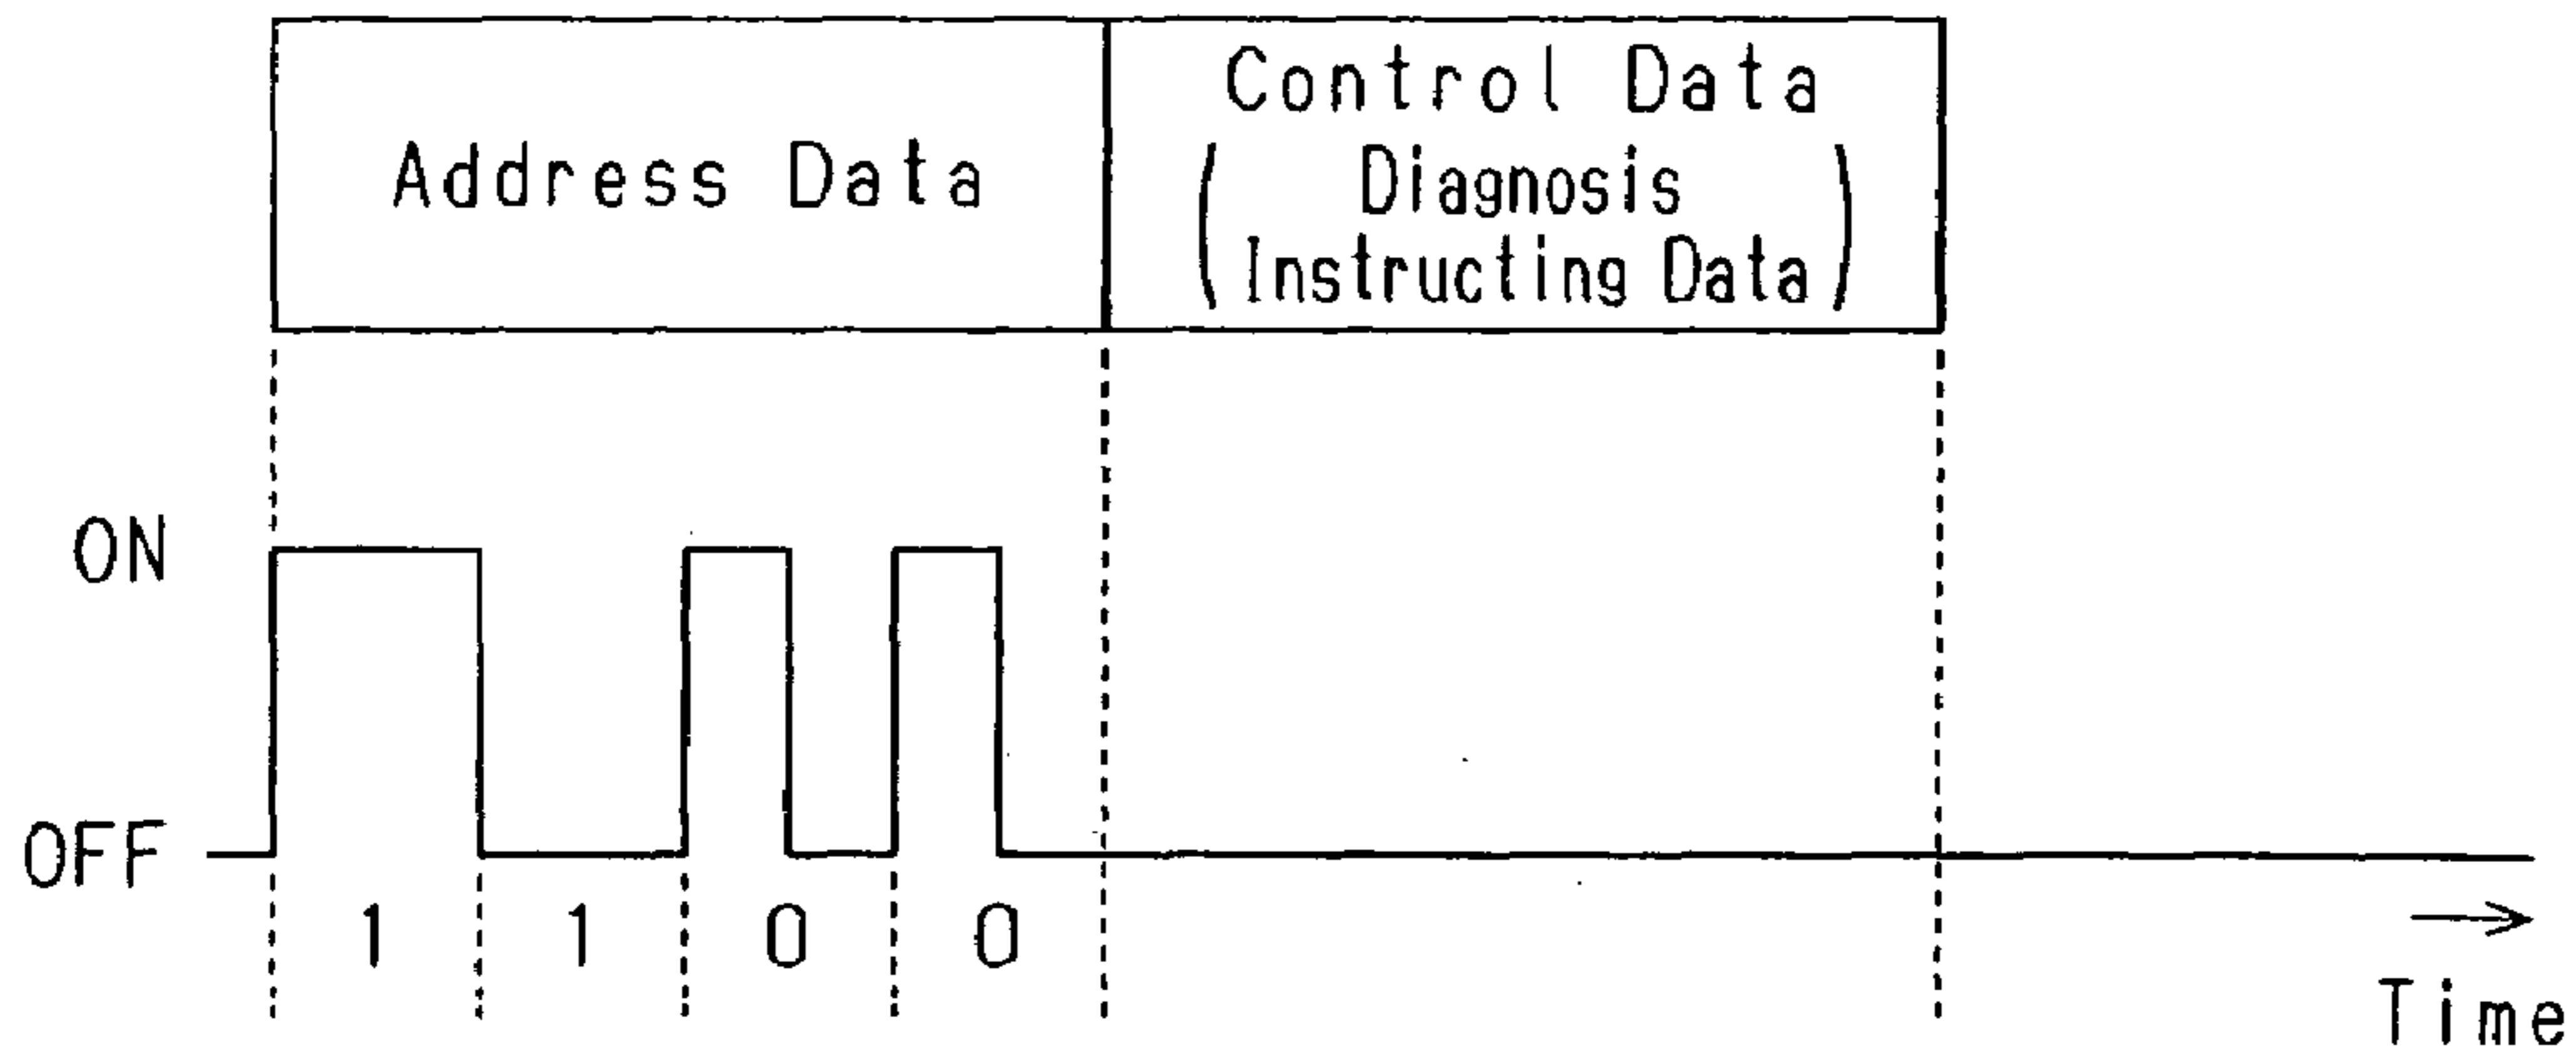 Control Data
Address Data
( Diagnosis
Instructing Data )
ON
OFF
1 1 0 0
Time